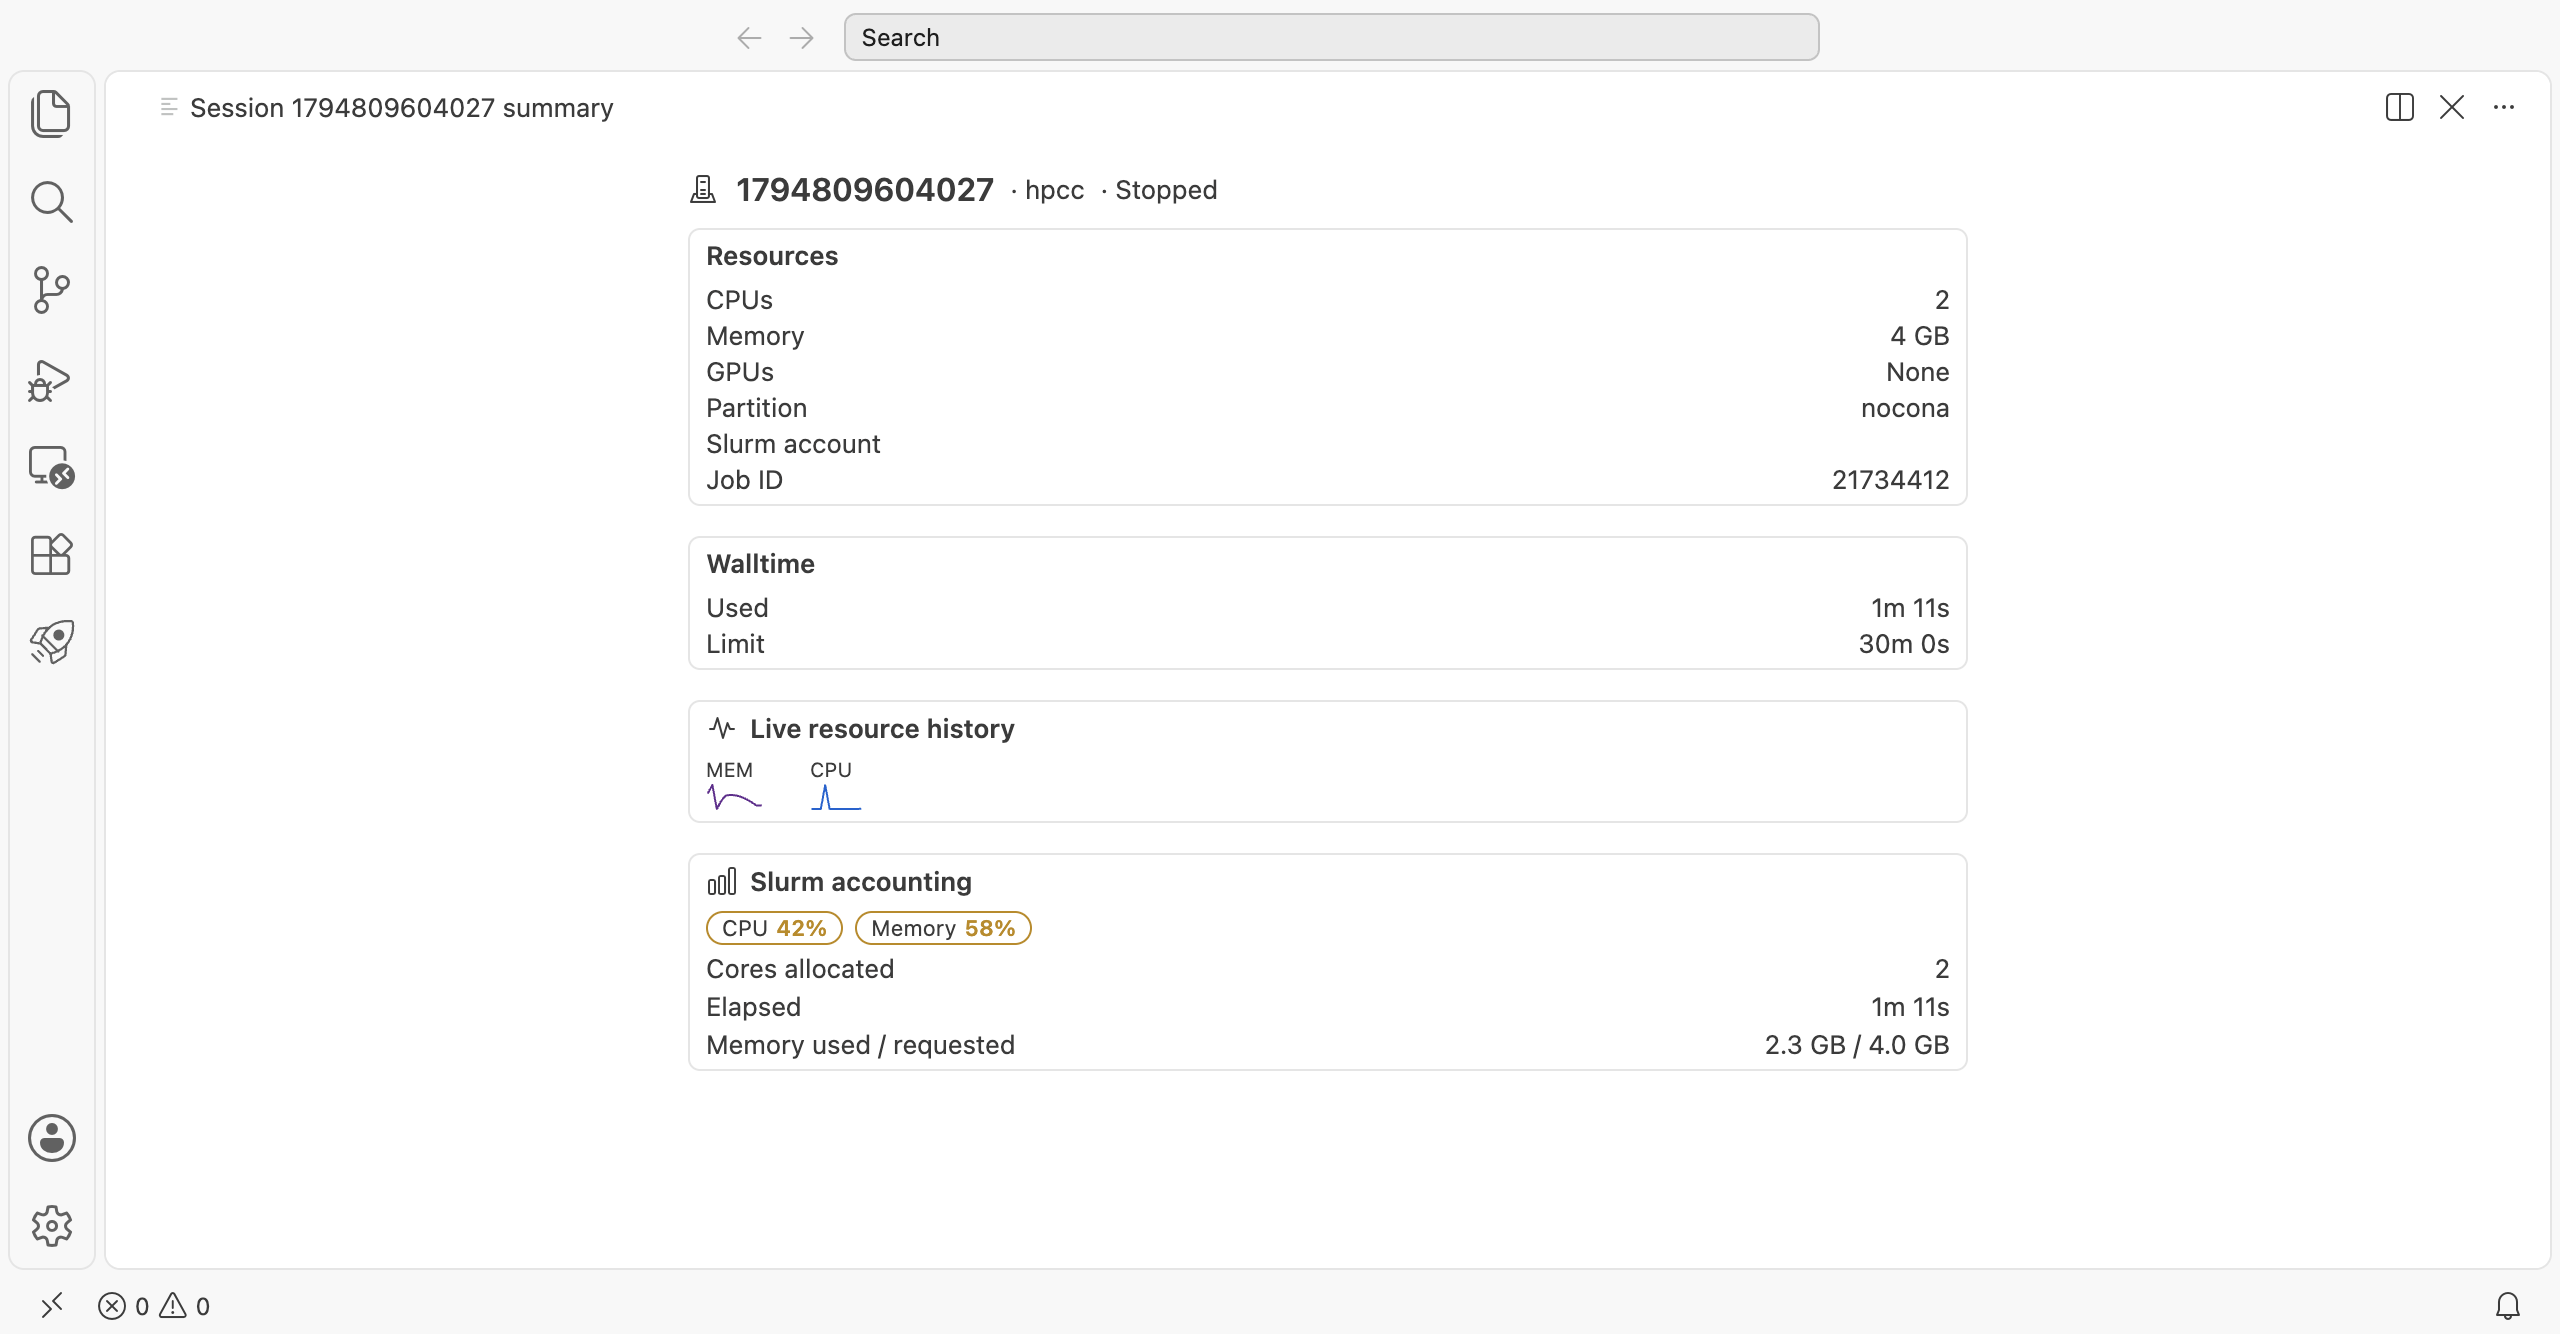 Search
Session 1794809604027 summary
1794809604027 · hpcc · Stopped
Resources
CPUs 2
Memory 4 GB
GPUs None
Partition nocona
Slurm account
Job ID 21734412
Walltime
Used 1m 11s
Limit 30m 0s
Live resource history
MEM CPU
Slurm accounting
CPU 42% Memory 58%
Cores allocated 2
Elapsed 1m 11s
Memory used / requested 2.3 GB / 4.0 GB
0 0